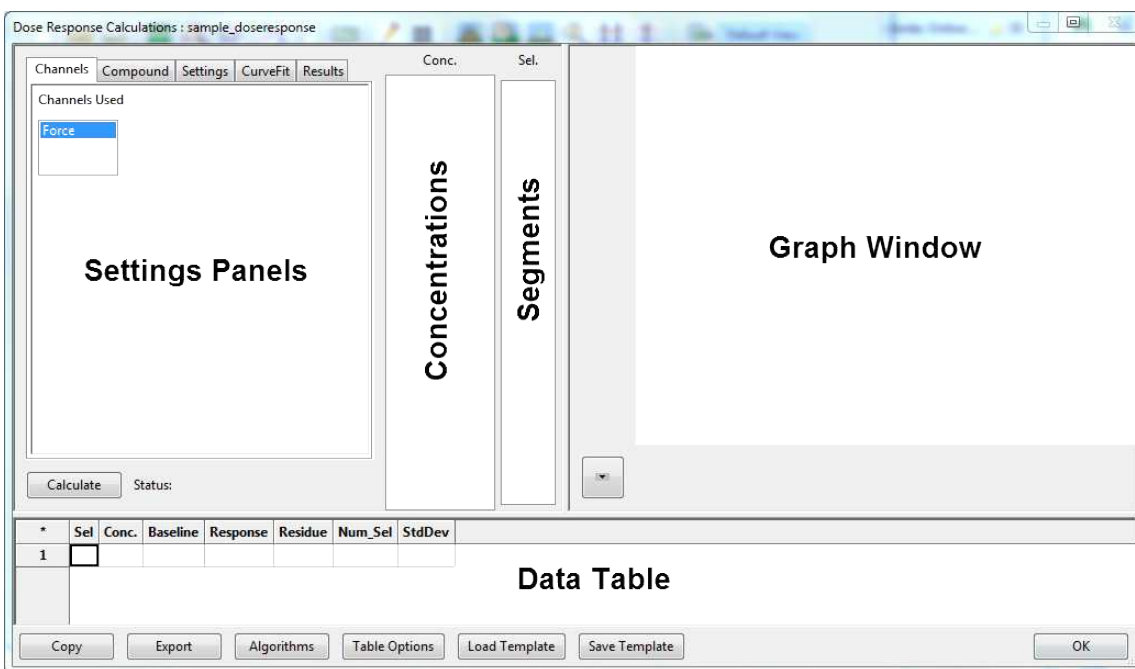 Dose Response Calculations : sample_doseresponse
Channels Compound Settings CurveFit Results
Conc.
Sel.
Channels Used
Force
Settings Panels
Concentrations
Segments
Graph Window
Calculate Status:
* Sel Conc. Baseline Response Residue Num_Sel StdDev
1
Data Table
Copy Export Algorithms Table Options Load Template Save Template OK